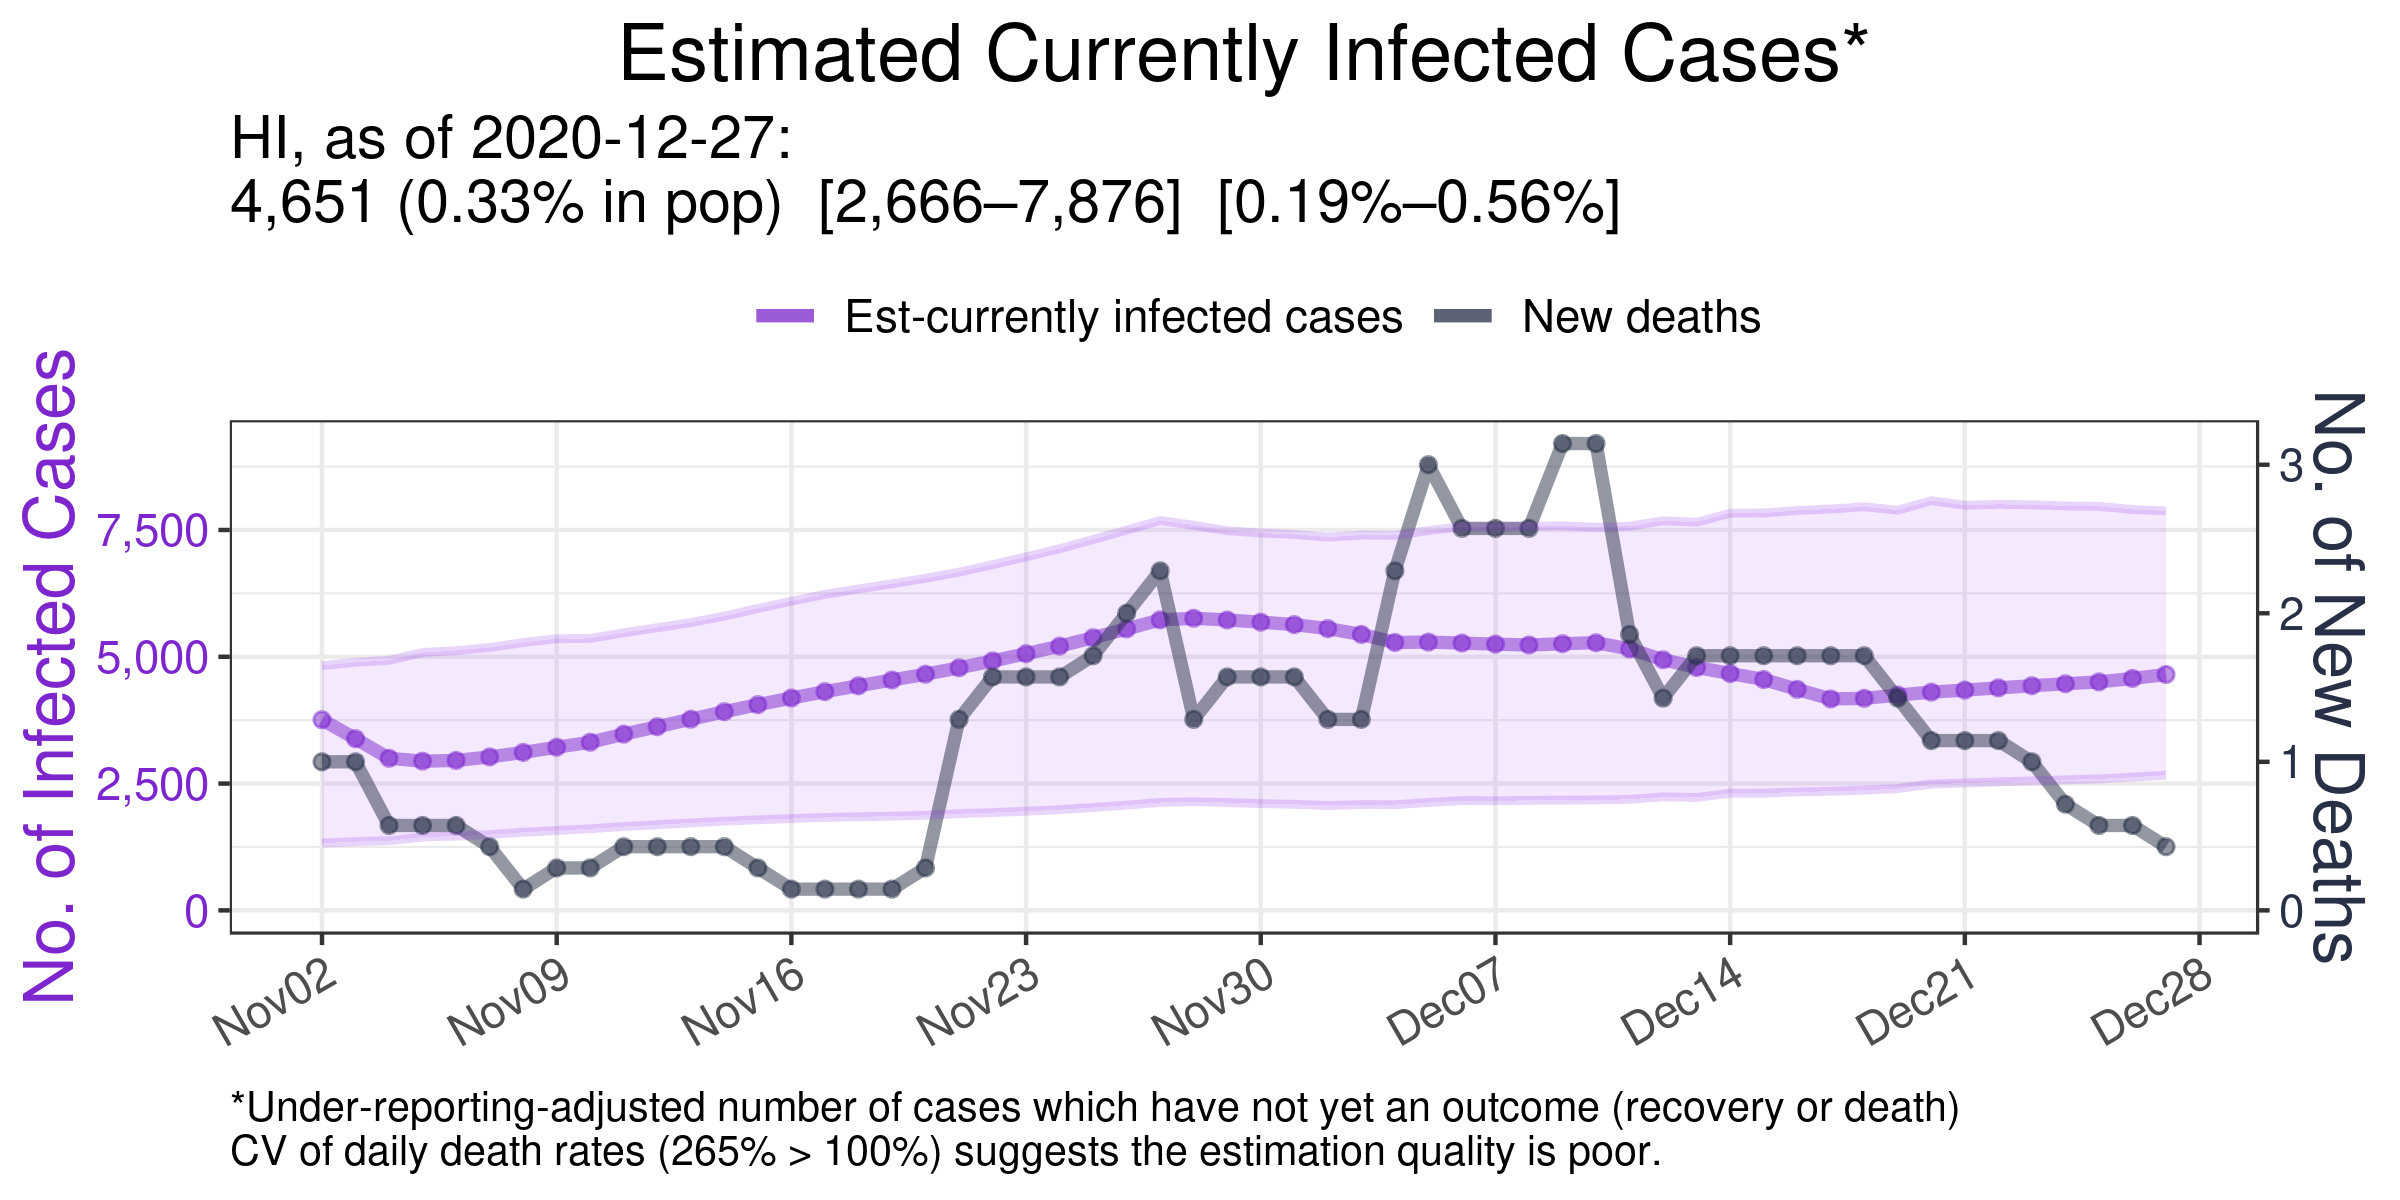 Estimated Currently Infected Cases*
HI, as of 2020-12-27:
4,651 (0.33% in pop)  [2,666–7,876]  [0.19%–0.56%]
Est-currently infected cases
New deaths
No. of Infected Cases
7,500
5,000
2,500
0
3
2
1
0
No. of New Deaths
Nov02
Nov09
Nov16
Nov23
Nov30
Dec07
Dec14
Dec21
Dec28
*Under-reporting-adjusted number of cases which have not yet an outcome (recovery or death)
CV of daily death rates (265% > 100%) suggests the estimation quality is poor.